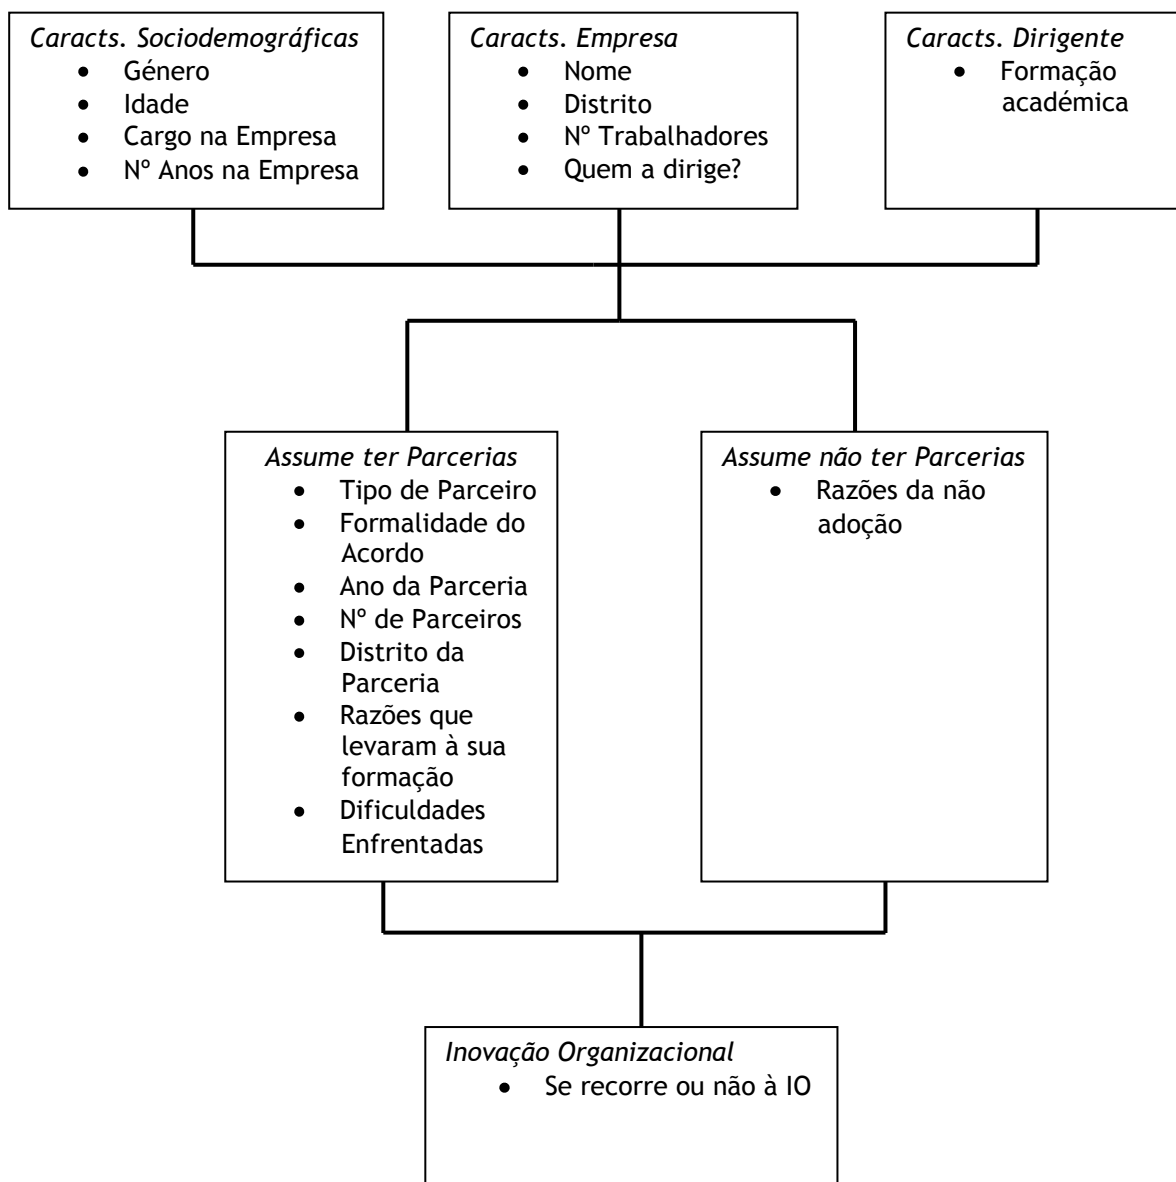 Caracts. Sociodemográficas
• Género
• Idade
• Cargo na Empresa
• Nº Anos na Empresa
Caracts. Empresa
• Nome
• Distrito
• Nº Trabalhadores
• Quem a dirige?
Caracts. Dirigente
• Formação
académica
Assume ter Parcerias
• Tipo de Parceiro
• Formalidade do
Acordo
• Ano da Parceria
• Nº de Parceiros
• Distrito da
Parceria
• Razões que
levaram à sua
formação
• Dificuldades
Enfrentadas
Assume não ter Parcerias
• Razões da não
adoção
Inovação Organizacional
• Se recorre ou não à IO